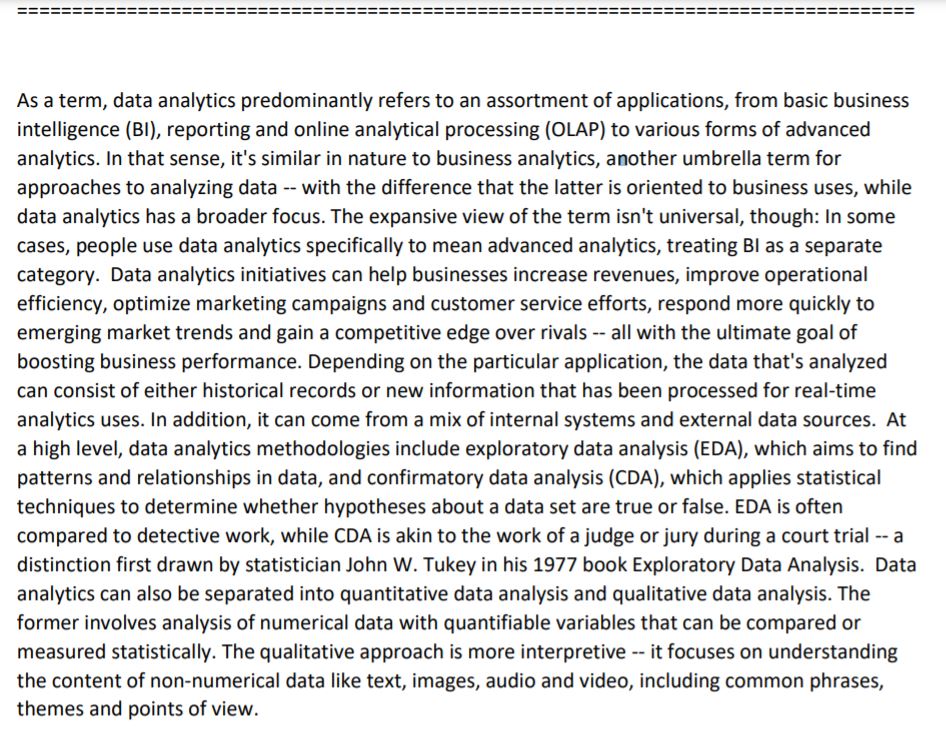 ================================================================================
As a term, data analytics predominantly refers to an assortment of applications, from basic business
intelligence (BI), reporting and online analytical processing (OLAP) to various forms of advanced
analytics. In that sense, it's similar in nature to business analytics, another umbrella term for
approaches to analyzing data -- with the difference that the latter is oriented to business uses, while
data analytics has a broader focus. The expansive view of the term isn't universal, though: In some
cases, people use data analytics specifically to mean advanced analytics, treating BI as a separate
category.  Data analytics initiatives can help businesses increase revenues, improve operational
efficiency, optimize marketing campaigns and customer service efforts, respond more quickly to
emerging market trends and gain a competitive edge over rivals -- all with the ultimate goal of
boosting business performance. Depending on the particular application, the data that's analyzed
can consist of either historical records or new information that has been processed for real-time
analytics uses. In addition, it can come from a mix of internal systems and external data sources.  At
a high level, data analytics methodologies include exploratory data analysis (EDA), which aims to find
patterns and relationships in data, and confirmatory data analysis (CDA), which applies statistical
techniques to determine whether hypotheses about a data set are true or false. EDA is often
compared to detective work, while CDA is akin to the work of a judge or jury during a court trial -- a
distinction first drawn by statistician John W. Tukey in his 1977 book Exploratory Data Analysis.  Data
analytics can also be separated into quantitative data analysis and qualitative data analysis. The
former involves analysis of numerical data with quantifiable variables that can be compared or
measured statistically. The qualitative approach is more interpretive -- it focuses on understanding
the content of non-numerical data like text, images, audio and video, including common phrases,
themes and points of view.